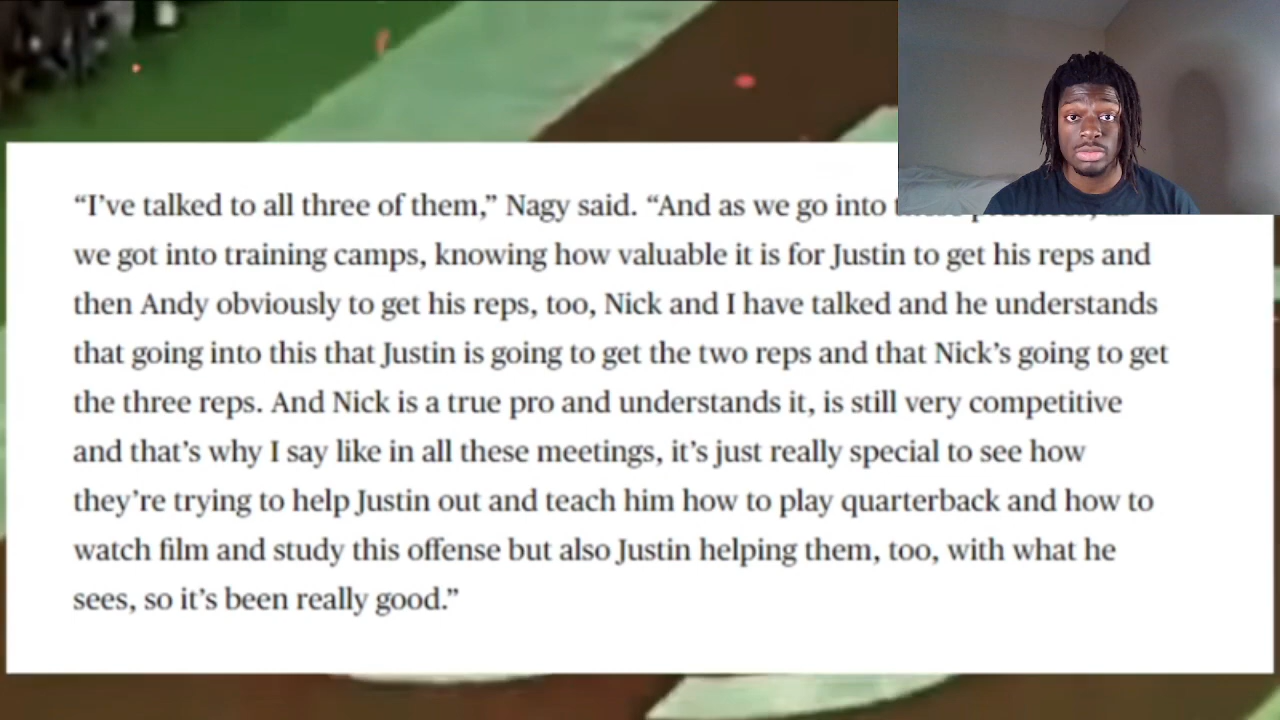 “I’ve talked to all three of them,” Nagy said. “And as we go into
we got into training camps, knowing how valuable it is for Justin to get his reps and
then Andy obviously to get his reps, too, Nick and I have talked and he understands
that going into this that Justin is going to get the two reps and that Nick’s going to get
the three reps. And Nick is a true pro and understands it, is still very competitive
and that’s why I say like in all these meetings, it’s just really special to see how
they’re trying to help Justin out and teach him how to play quarterback and how to
watch film and study this offense but also Justin helping them, too, with what he
sees, so it’s been really good.”